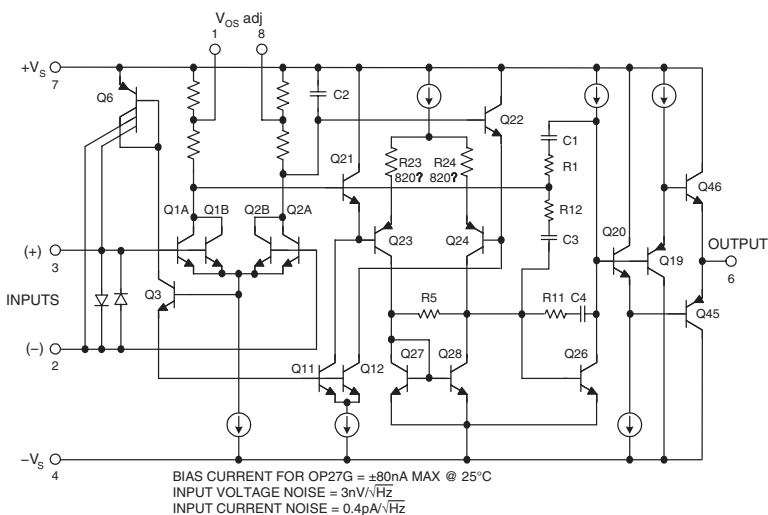 V_OS adj
1 8
+V_S
7
Q6
C2
Q22
C1
R1
Q21
R23
820?
R24
820?
R12
Q46
Q1A Q1B Q2B Q2A
C3
Q20
(+)
3
Q23
Q24
Q19
OUTPUT
6
INPUTS
Q3
R5
R11 C4
Q45
(–)
2
Q11 Q12
Q27 Q28
Q26
–V_S
4
BIAS CURRENT FOR OP27G = ±80nA MAX @ 25°C
INPUT VOLTAGE NOISE = 3nV/√Hz
INPUT CURRENT NOISE = 0.4pA/√Hz